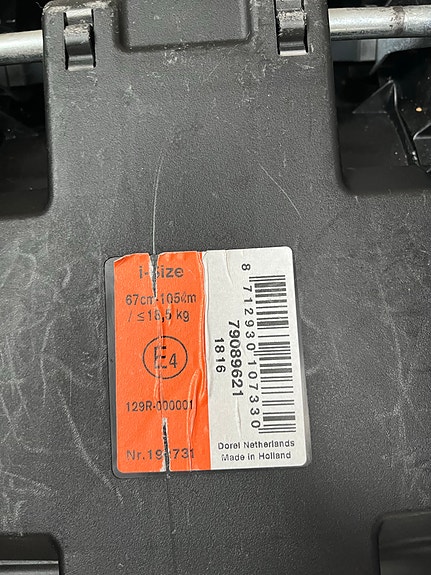 i-Size
67cm-105cm
/ ≤ 18,5 kg
E4
129R-000001
Nr.
8 712930 107330
79089621
1816
Dorel Netherlands
Made in Holland